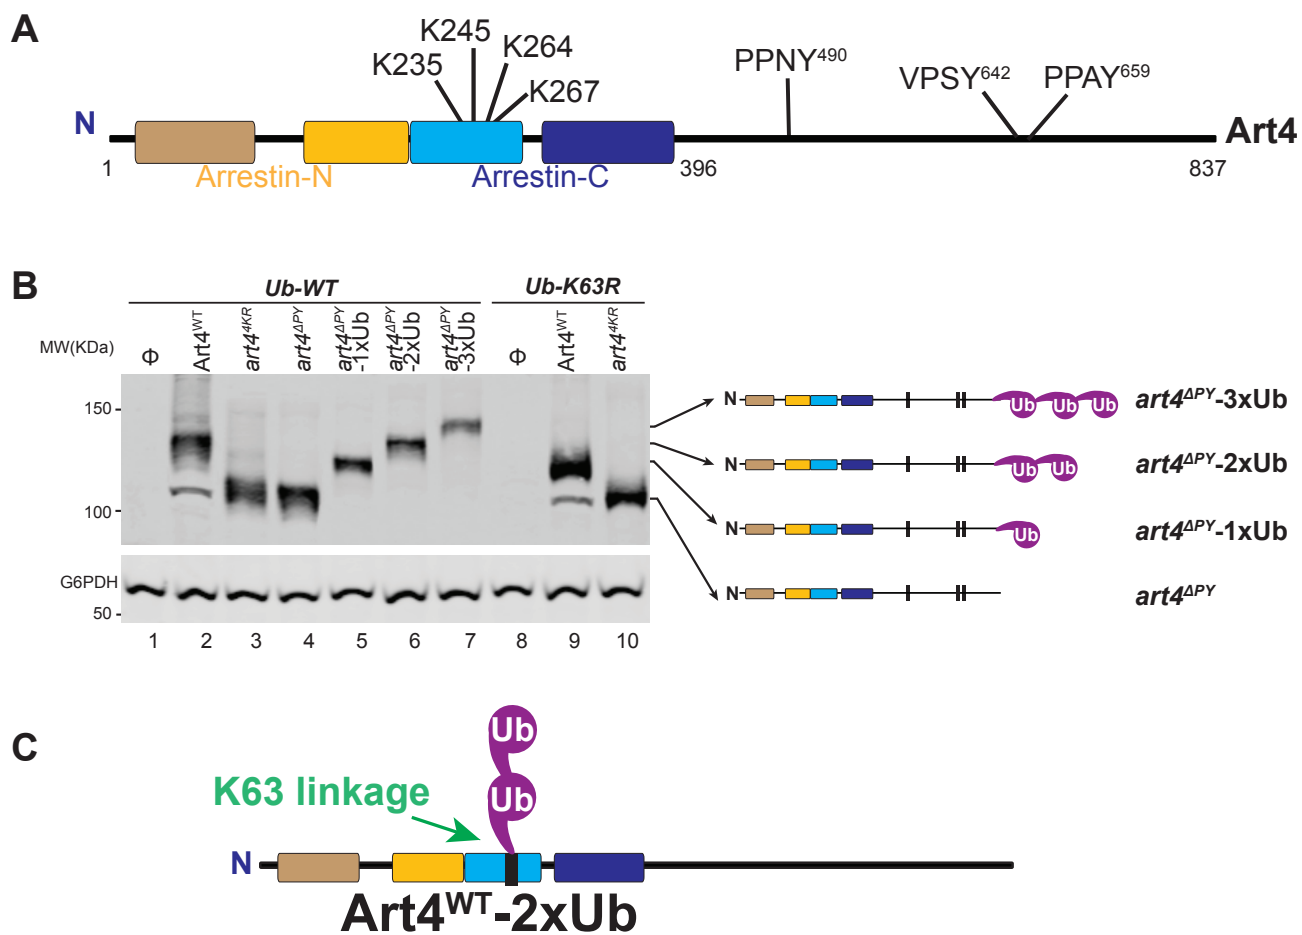 A
K245
K235
K264
K267
PPNY490
VPSY642
PPAY659
N
Art4
1
Arrestin-N
Arrestin-C
396
837
B
Ub-WT
Ub-K63R
MW(KDa)
Φ
Art4WT
art44KR
art4ΔPY
art4ΔPY-1xUb
art4ΔPY-2xUb
art4ΔPY-3xUb
Φ
Art4WT
art44KR
150
100
G6PDH
50
1 2 3 4 5 6 7 8 9 10
N Ub Ub Ub art4ΔPY-3xUb
N Ub Ub art4ΔPY-2xUb
N Ub art4ΔPY-1xUb
N art4ΔPY
C
Ub
K63 linkage
Ub
N
Art4WT-2xUb